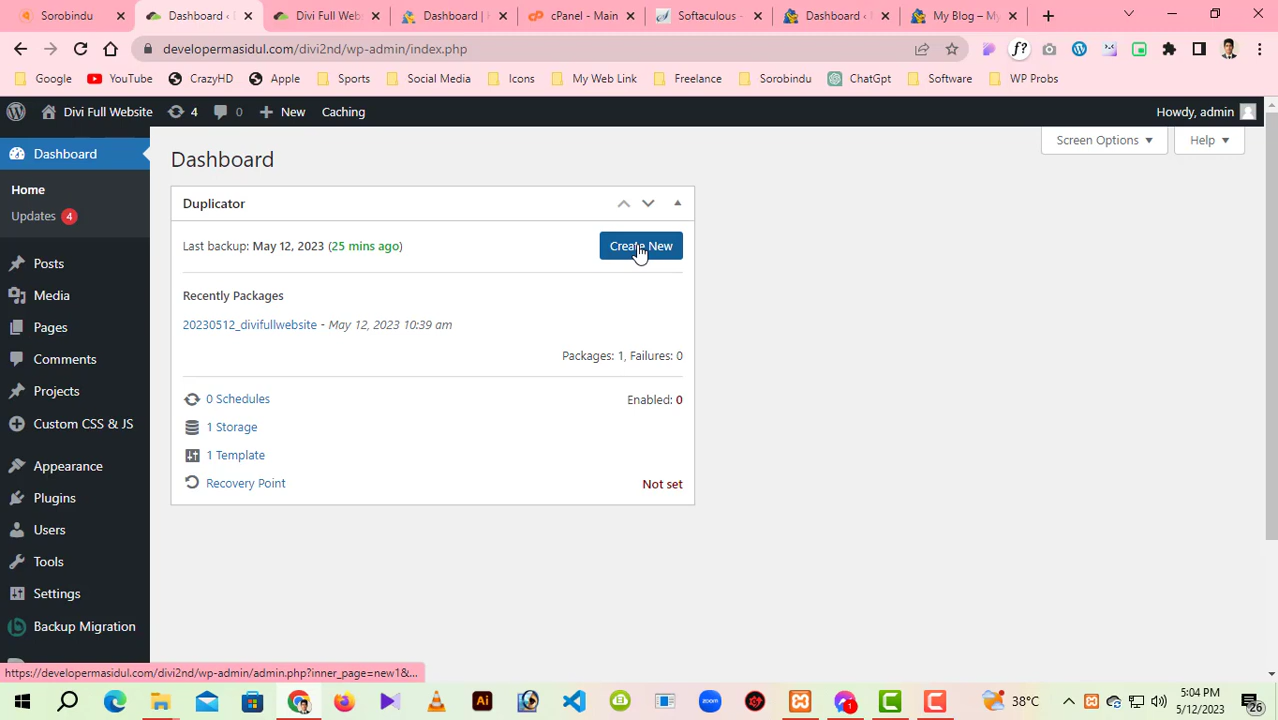 Sorobindu
Dashboard ‹
Divi Full Web
Dashboard |
cPanel - Main
Softaculous -
Dashboard ‹
My Blog – My
developermasidul.com/divi2nd/wp-admin/index.php
Google
YouTube
CrazyHD
Apple
Sports
Social Media
Icons
My Web Link
Freelance
Sorobindu
ChatGpt
Software
WP Probs
Divi Full Website
4
0
New
Caching
Howdy, admin
Dashboard
Home
Updates 4
Posts
Media
Pages
Comments
Projects
Custom CSS & JS
Appearance
Plugins
Users
Tools
Settings
Backup Migration
Screen Options
Help
Dashboard
Duplicator
Last backup: May 12, 2023 (25 mins ago)
Create New
Recently Packages
20230512_divifullwebsite - May 12, 2023 10:39 am
Packages: 1, Failures: 0
0 Schedules
Enabled: 0
1 Storage
1 Template
Recovery Point
Not set
https://developermasidul.com/divi2nd/wp-admin/admin.php?inner_page=new1&...
Ai
zoom
1
38°C
5:04 PM
5/12/2023
26